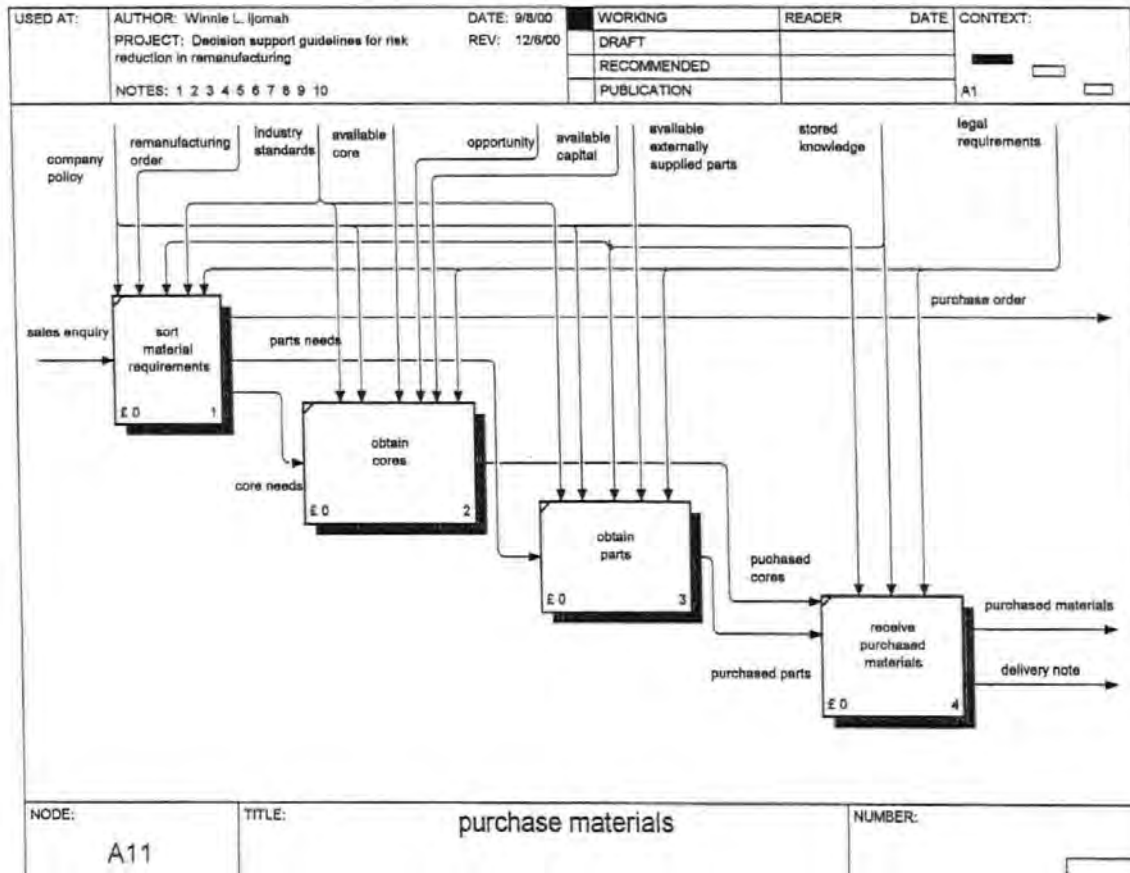 USED AT:
AUTHOR: Winnie L. Ijomah
DATE: 9/8/00
PROJECT: Decision support guidelines for risk
reduction in remanufacturing
REV: 12/6/00
NOTES: 1 2 3 4 5 6 7 8 9 10
WORKING
DRAFT
RECOMMENDED
PUBLICATION
READER DATE
CONTEXT:
A1
company
policy
remanufacturing
order
industry
standards
available
core
opportunity
available
capital
available
externally
supplied parts
stored
knowledge
legal
requirements
sales enquiry
sort
material
requirements
£ 0 1
purchase order
parts needs
core needs
obtain
cores
£ 0 2
obtain
parts
£ 0 3
puchased
cores
purchased parts
receive
purchased
materials
£ 0 4
purchased materials
delivery note
NODE:
A11
TITLE:
purchase materials
NUMBER: